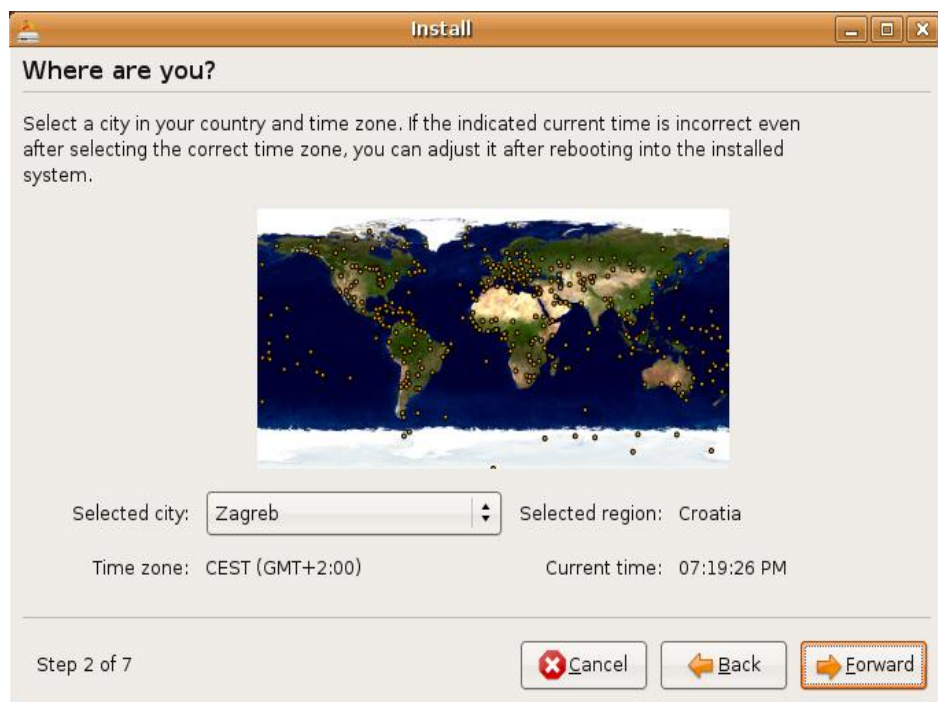 Install
Where are you?
Select a city in your country and time zone. If the indicated current time is incorrect even
after selecting the correct time zone, you can adjust it after rebooting into the installed
system.
Selected city: Zagreb Selected region: Croatia
Time zone: CEST (GMT+2:00) Current time: 07:19:26 PM
Step 2 of 7 Cancel Back Forward